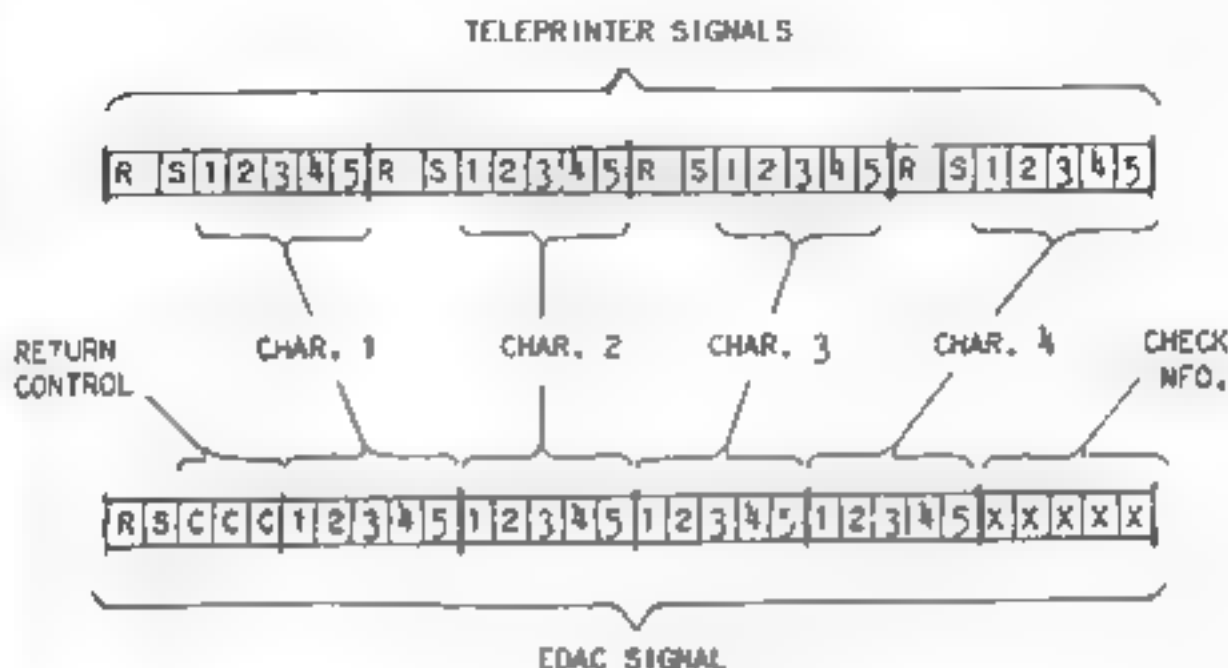 TELEPRINTER SIGNALS
R S 1 2 3 4 5 R S 1 2 3 4 5 R S 1 2 3 4 5 R S 1 2 3 4 5
RETURN CONTROL
CHAR. 1
CHAR. 2
CHAR. 3
CHAR. 4
CHECK NFO.
R S C C C 1 2 3 4 5 1 2 3 4 5 1 2 3 4 5 1 2 3 4 5 X X X X X
EDAC SIGNAL